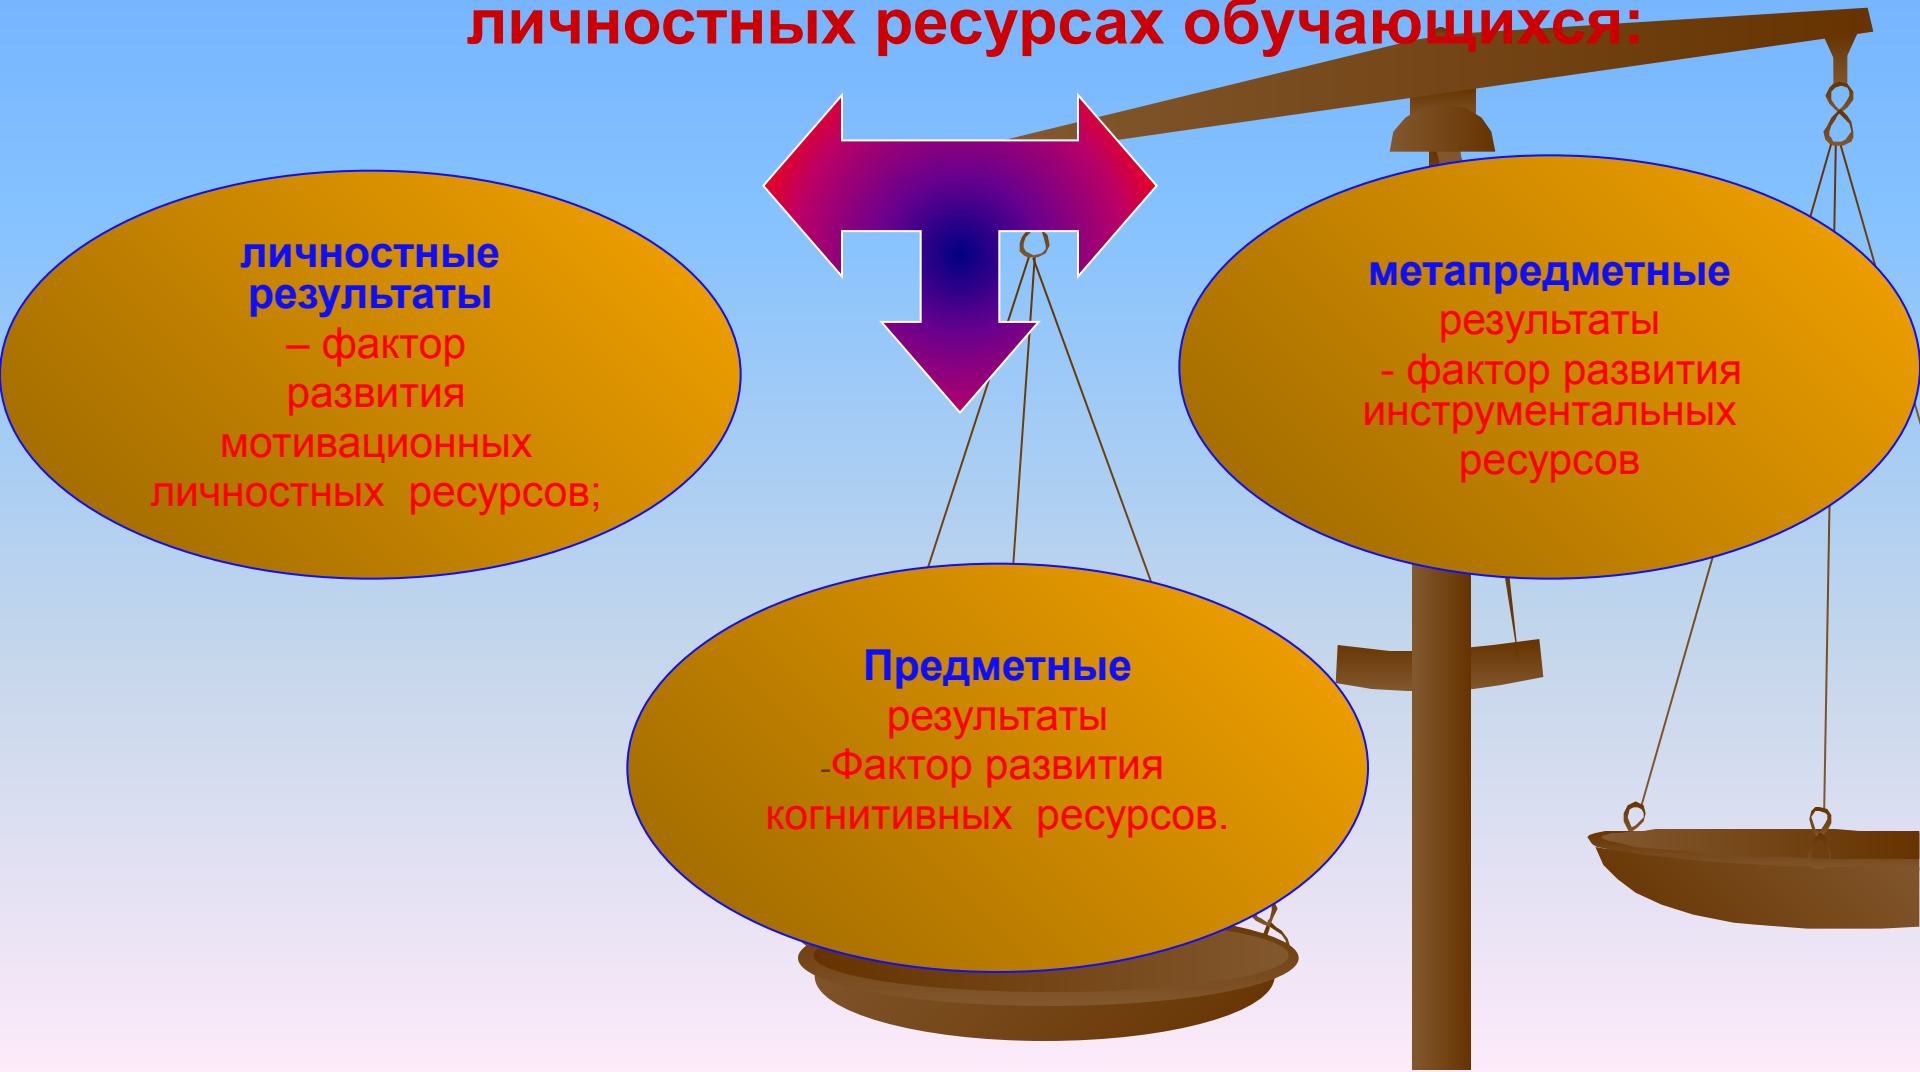 личностных ресурсах обучающихся:
личностные
результаты
– фактор
развития
мотивационных
личностных ресурсов;
метапредметные
результаты
- фактор развития
инструментальных
ресурсов
Предметные
результаты
-Фактор развития
когнитивных ресурсов.